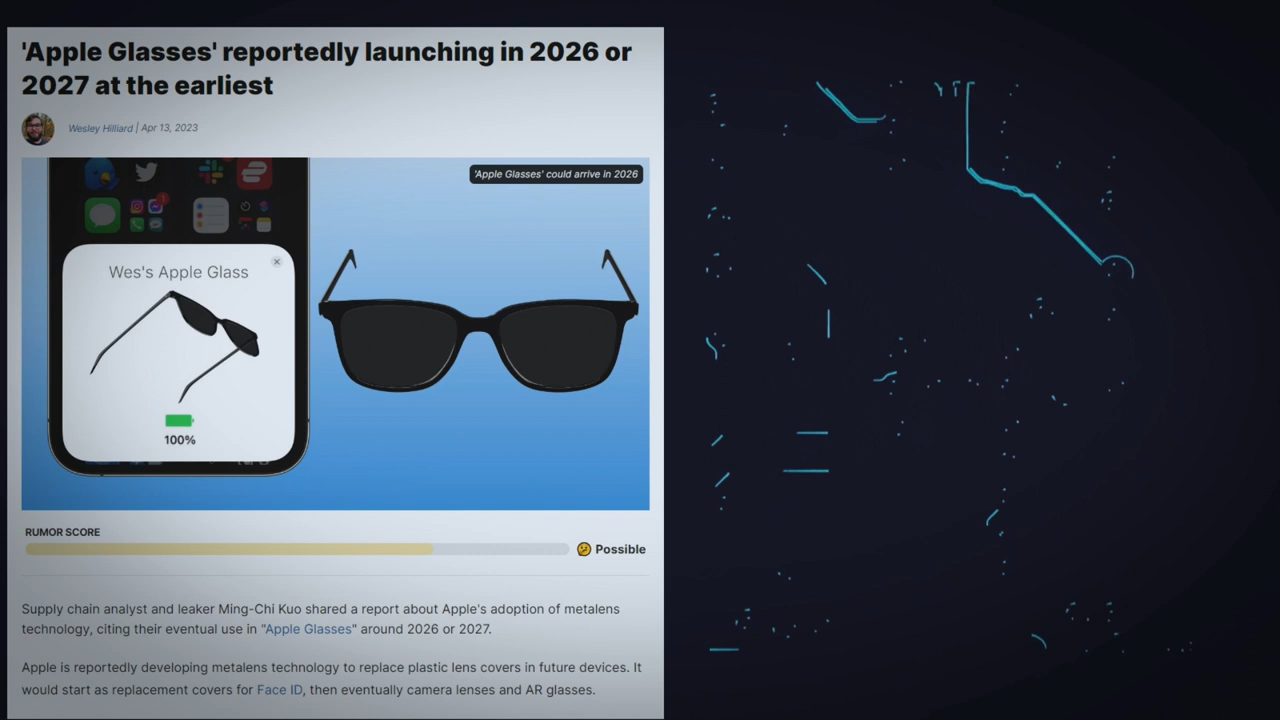 'Apple Glasses' reportedly launching in 2026 or
2027 at the earliest
Wesley Hilliard | Apr 13, 2023
'Apple Glasses' could arrive in 2026
Wes's Apple Glass
100%
RUMOR SCORE
Possible
Supply chain analyst and leaker Ming-Chi Kuo shared a report about Apple's adoption of metalens
technology, citing their eventual use in "Apple Glasses" around 2026 or 2027.
Apple is reportedly developing metalens technology to replace plastic lens covers in future devices. It
would start as replacement covers for Face ID, then eventually camera lenses and AR glasses.